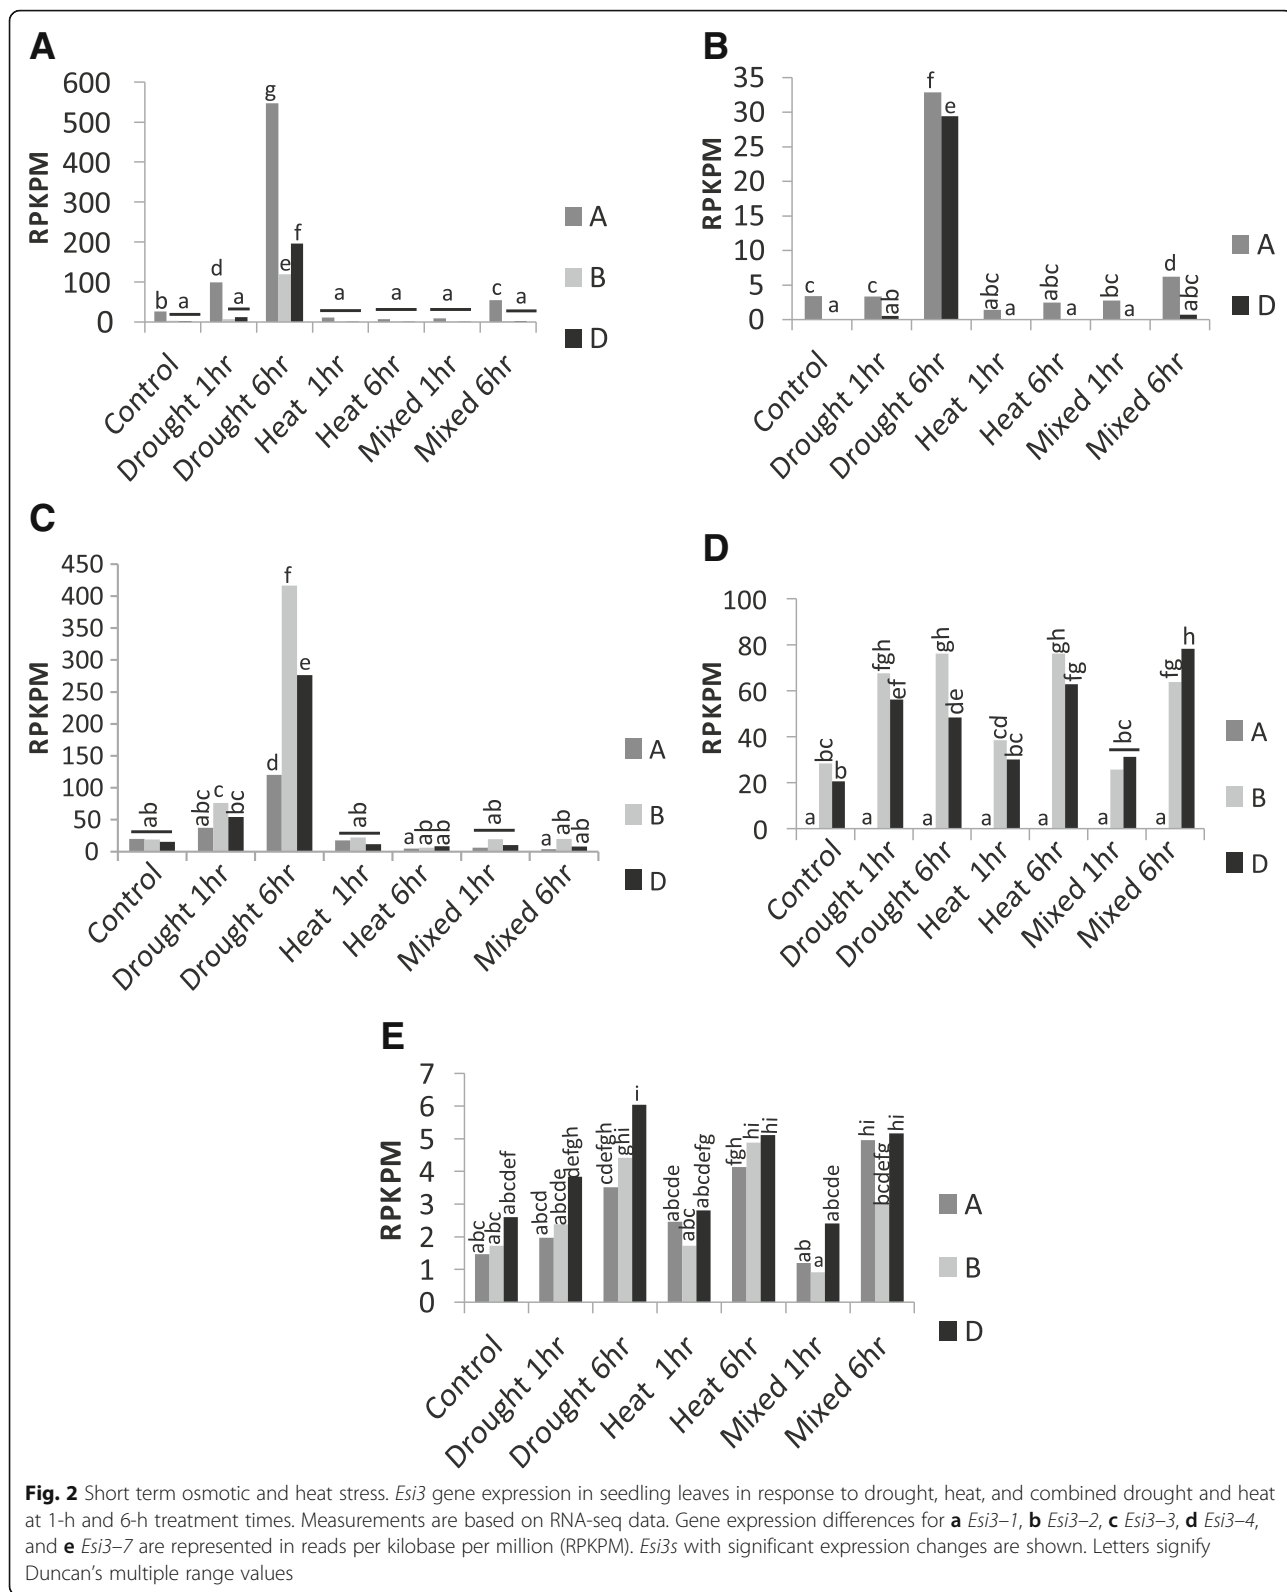 A
600
500
400
300
200
100
0
RPKPM
b
a
d
a
g
e
f
a
a
a
c
a
Control
Drought 1hr
Drought 6hr
Heat 1hr
Heat 6hr
Mixed 1hr
Mixed 6hr
A
B
D
B
35
30
25
20
15
10
5
0
RPKPM
c
a
c
ab
f
e
abc
a
abc
a
bc
a
d
abc
Control
Drought 1hr
Drought 6hr
Heat 1hr
Heat 6hr
Mixed 1hr
Mixed 6hr
A
D
C
450
400
350
300
250
200
150
100
50
0
RPKPM
ab
abc
c
bc
d
f
e
ab
a
ab
ab
ab
a
ab
ab
Control
Drought 1hr
Drought 6hr
Heat 1hr
Heat 6hr
Mixed 1hr
Mixed 6hr
A
B
D
D
100
80
60
40
20
0
RPKPM
a
bc
b
a
fgh
ef
a
gh
de
a
cd
bc
a
gh
fg
a
bc
a
fg
h
Control
Drought 1hr
Drought 6hr
Heat 1hr
Heat 6hr
Mixed 1hr
Mixed 6hr
A
B
D
E
7
6
5
4
3
2
1
0
RPKPM
abc
abc
abcdef
abcd
abcde
defgh
cdefgh
ghi
i
abcde
abc
abcdefg
fgh
hi
hi
ab
a
abcde
hi
bcdefg
hi
Control
Drought 1hr
Drought 6hr
Heat 1hr
Heat 6hr
Mixed 1hr
Mixed 6hr
A
B
D
Fig. 2 Short term osmotic and heat stress. Esi3 gene expression in seedling leaves in response to drought, heat, and combined drought and heat
at 1-h and 6-h treatment times. Measurements are based on RNA-seq data. Gene expression differences for a Esi3–1, b Esi3–2, c Esi3–3, d Esi3–4,
and e Esi3–7 are represented in reads per kilobase per million (RPKPM). Esi3s with significant expression changes are shown. Letters signify
Duncan's multiple range values